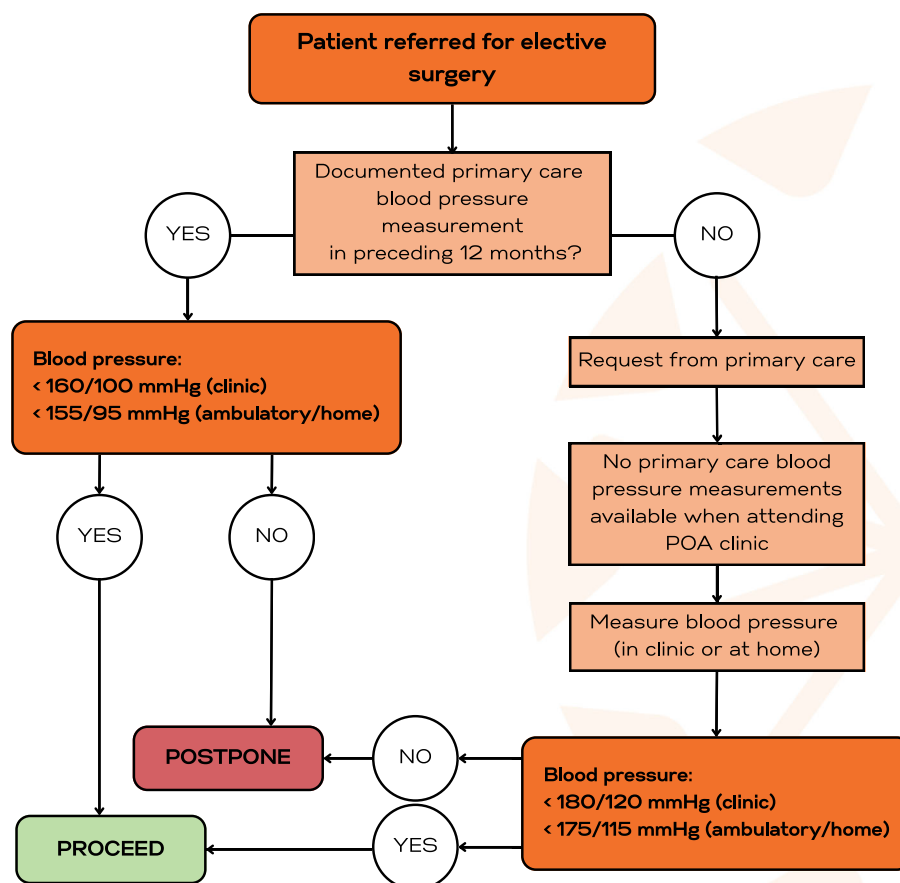 Patient referred for elective
surgery
Documented primary care
blood pressure
measurement
in preceding 12 months?
YES
NO
Blood pressure:
< 160/100 mmHg (clinic)
< 155/95 mmHg (ambulatory/home)
Request from primary care
No primary care blood
pressure measurements
available when attending
POA clinic
YES
NO
Measure blood pressure
(in clinic or at home)
POSTPONE
NO
Blood pressure:
< 180/120 mmHg (clinic)
< 175/115 mmHg (ambulatory/home)
PROCEED
YES